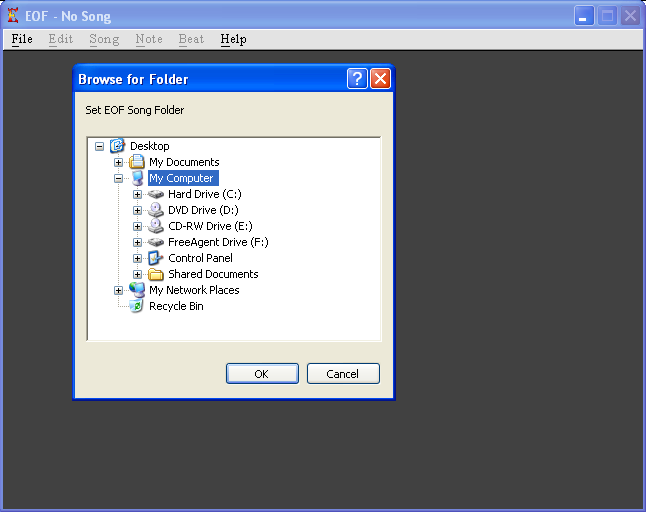 EOF - No Song
File Edit Song Note Beat Help
Browse for Folder
Set EOF Song Folder
Desktop
My Documents
My Computer
Hard Drive (C:)
DVD Drive (D:)
CD-RW Drive (E:)
FreeAgent Drive (F:)
Control Panel
Shared Documents
My Network Places
Recycle Bin
OK Cancel